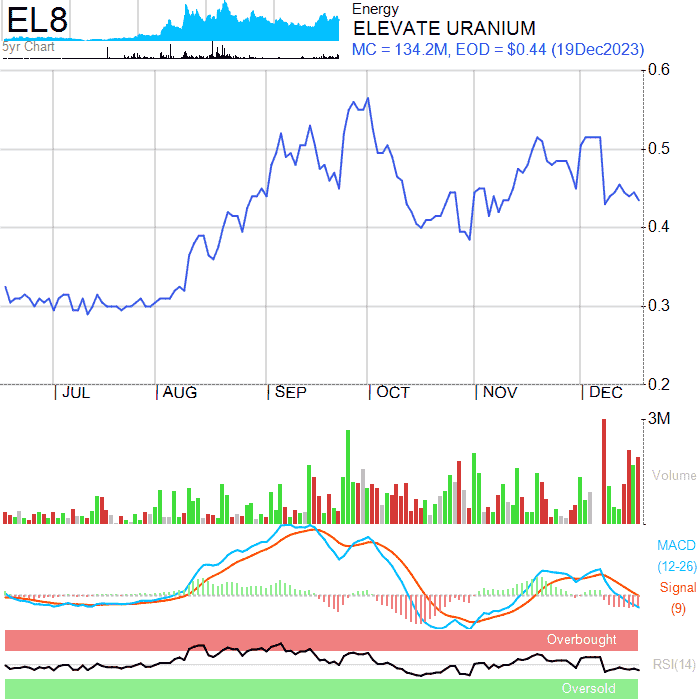 EL8
5yr Chart
Energy
ELEVATE URANIUM
MC = 134.2M, EOD = $0.44 (19Dec2023)
0.6
0.5
0.4
0.3
0.2
JUL AUG SEP OCT NOV DEC
3M
Volume
MACD
(12-26)
Signal
(9)
Overbought
RSI(14)
Oversold